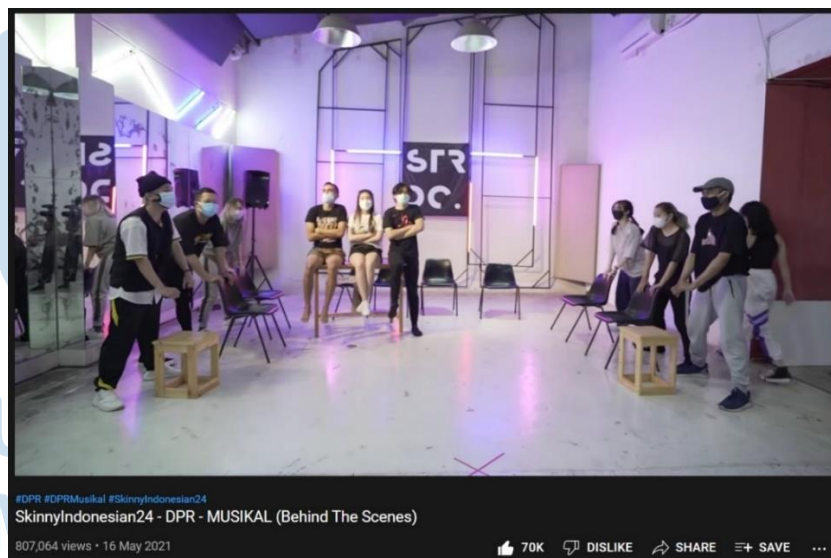 STR
DC.
#DPR #DPRMusikal #SkinnyIndonesian24
SkinnyIndonesian24 - DPR - MUSIKAL (Behind The Scenes)
807,064 views • 16 May 2021
70K DISLIKE SHARE SAVE